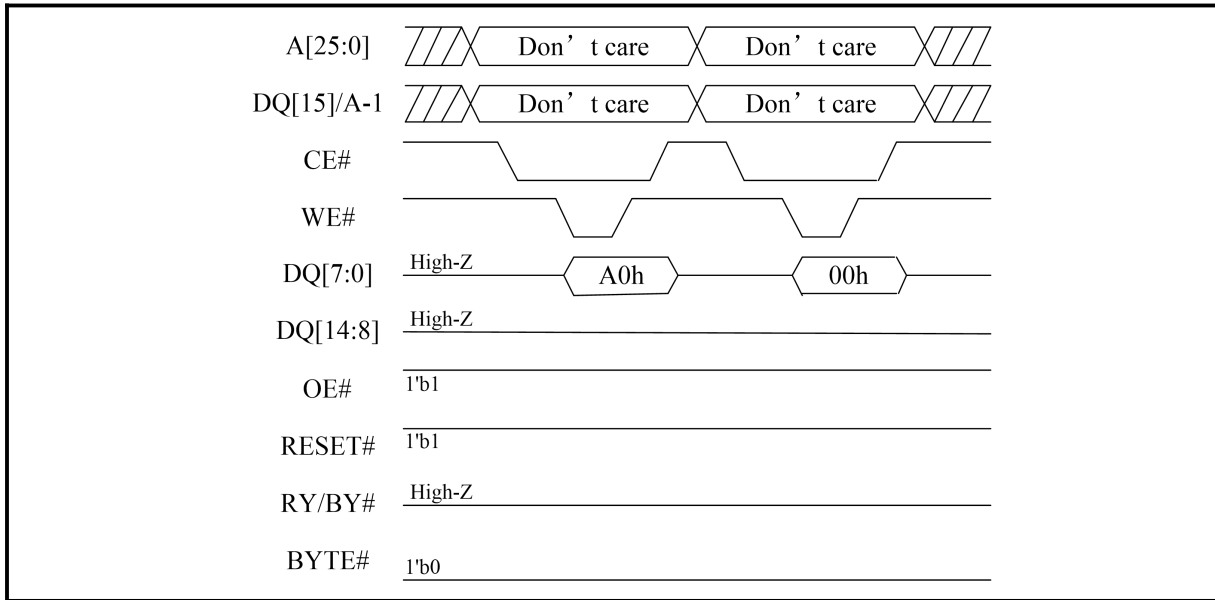 A[25:0] Don’t care Don’t care
DQ[15]/A-1 Don’t care Don’t care
CE#
WE#
DQ[7:0] High-Z A0h 00h
DQ[14:8] High-Z
OE# 1'b1
RESET# 1'b1
RY/BY# High-Z
BYTE# 1'b0